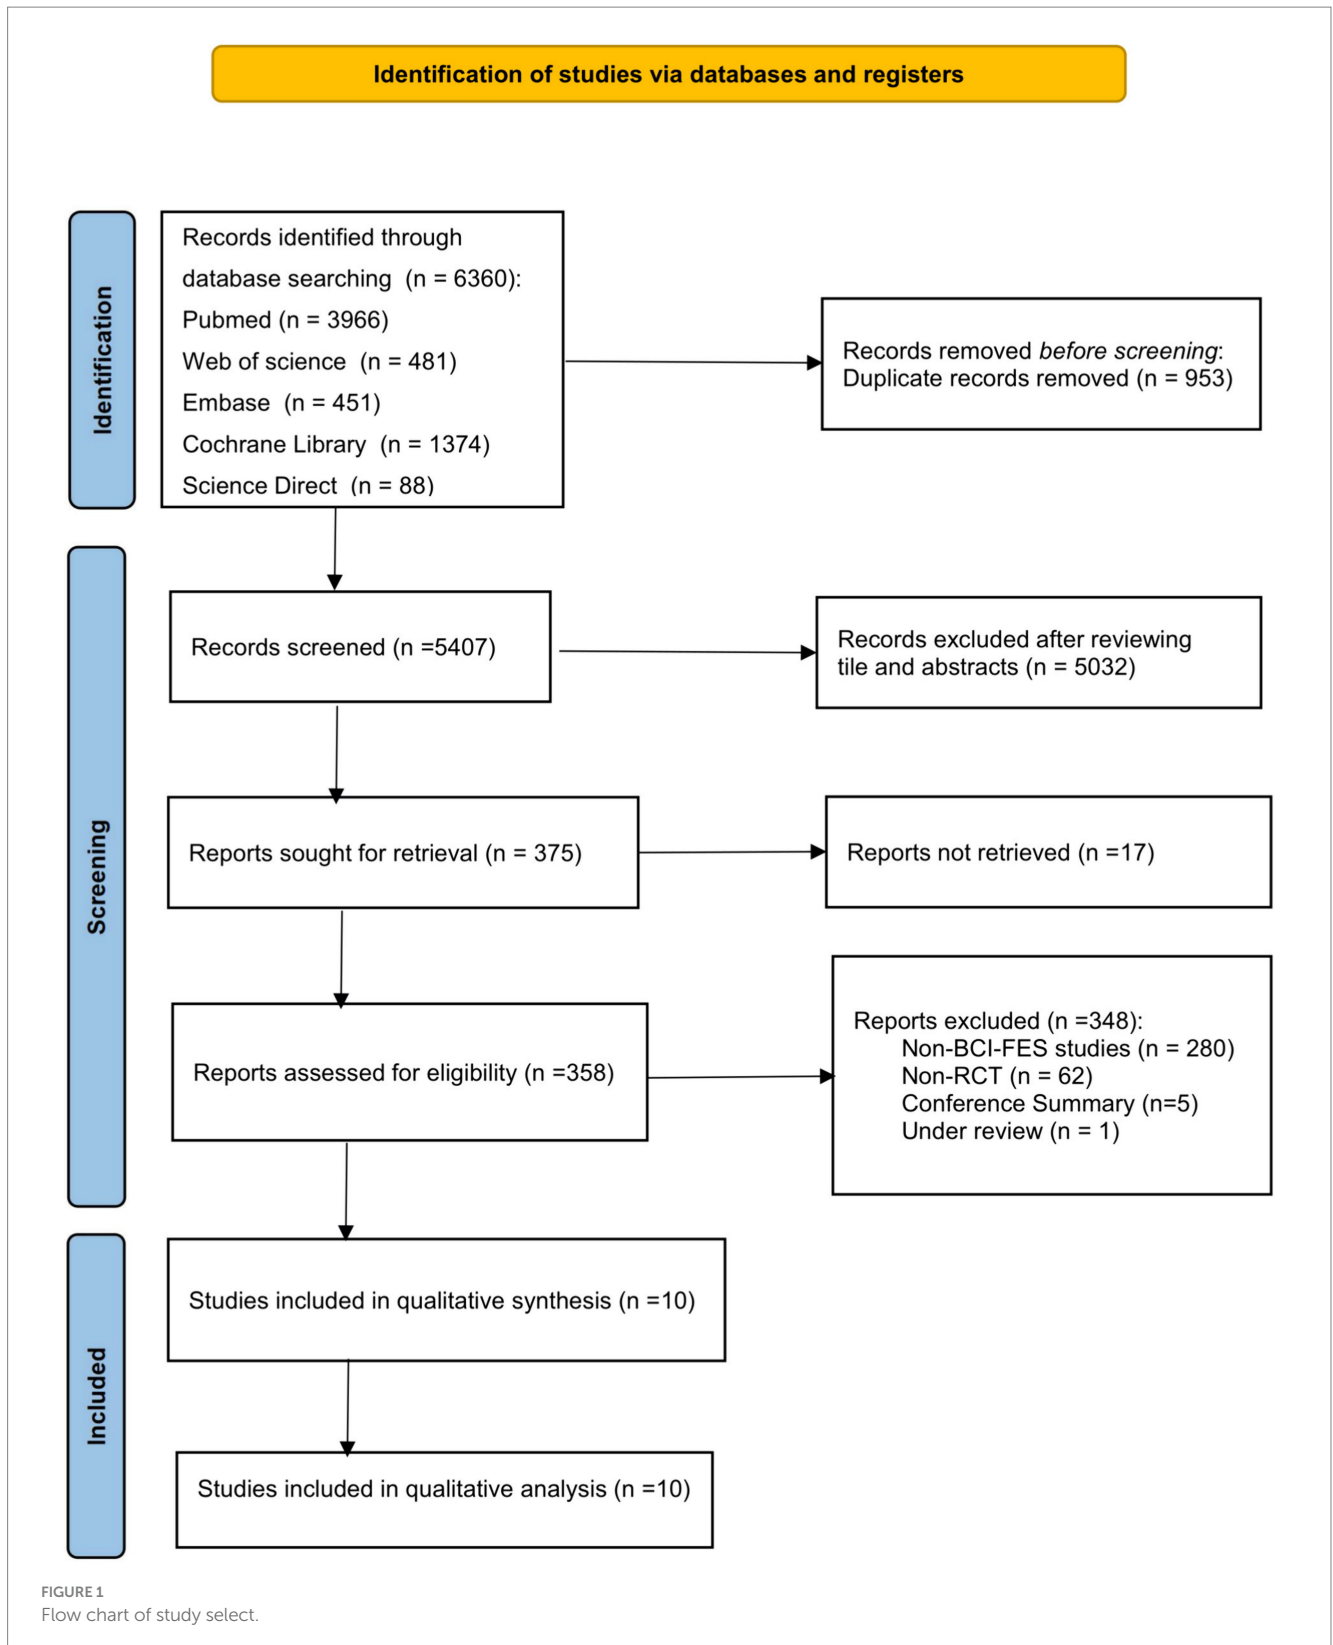 Identification of studies via databases and registers
Identification
Records identified through
database searching (n = 6360):
Pubmed (n = 3966)
Web of science (n = 481)
Embase (n = 451)
Cochrane Library (n = 1374)
Science Direct (n = 88)
Records removed before screening:
Duplicate records removed (n = 953)
Screening
Records screened (n =5407)
Records excluded after reviewing
tile and abstracts (n = 5032)
Reports sought for retrieval (n = 375)
Reports not retrieved (n =17)
Reports assessed for eligibility (n =358)
Reports excluded (n =348):
Non-BCI-FES studies (n = 280)
Non-RCT (n = 62)
Conference Summary (n=5)
Under review (n = 1)
Included
Studies included in qualitative synthesis (n =10)
Studies included in qualitative analysis (n =10)
FIGURE 1
Flow chart of study select.